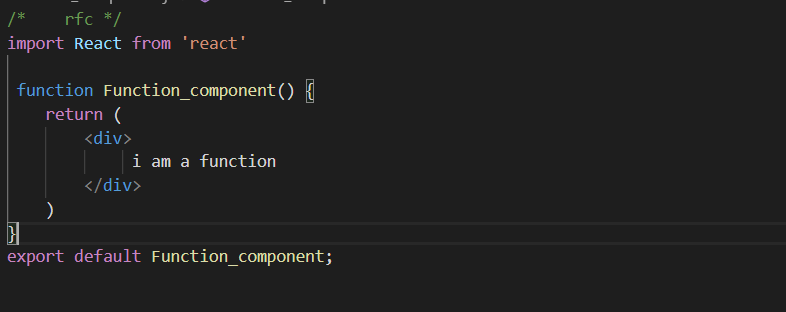 /*    rfc */
import React from 'react'
function Function_component() {
return (
<div>
i am a function
</div>
)
}
export default Function_component;